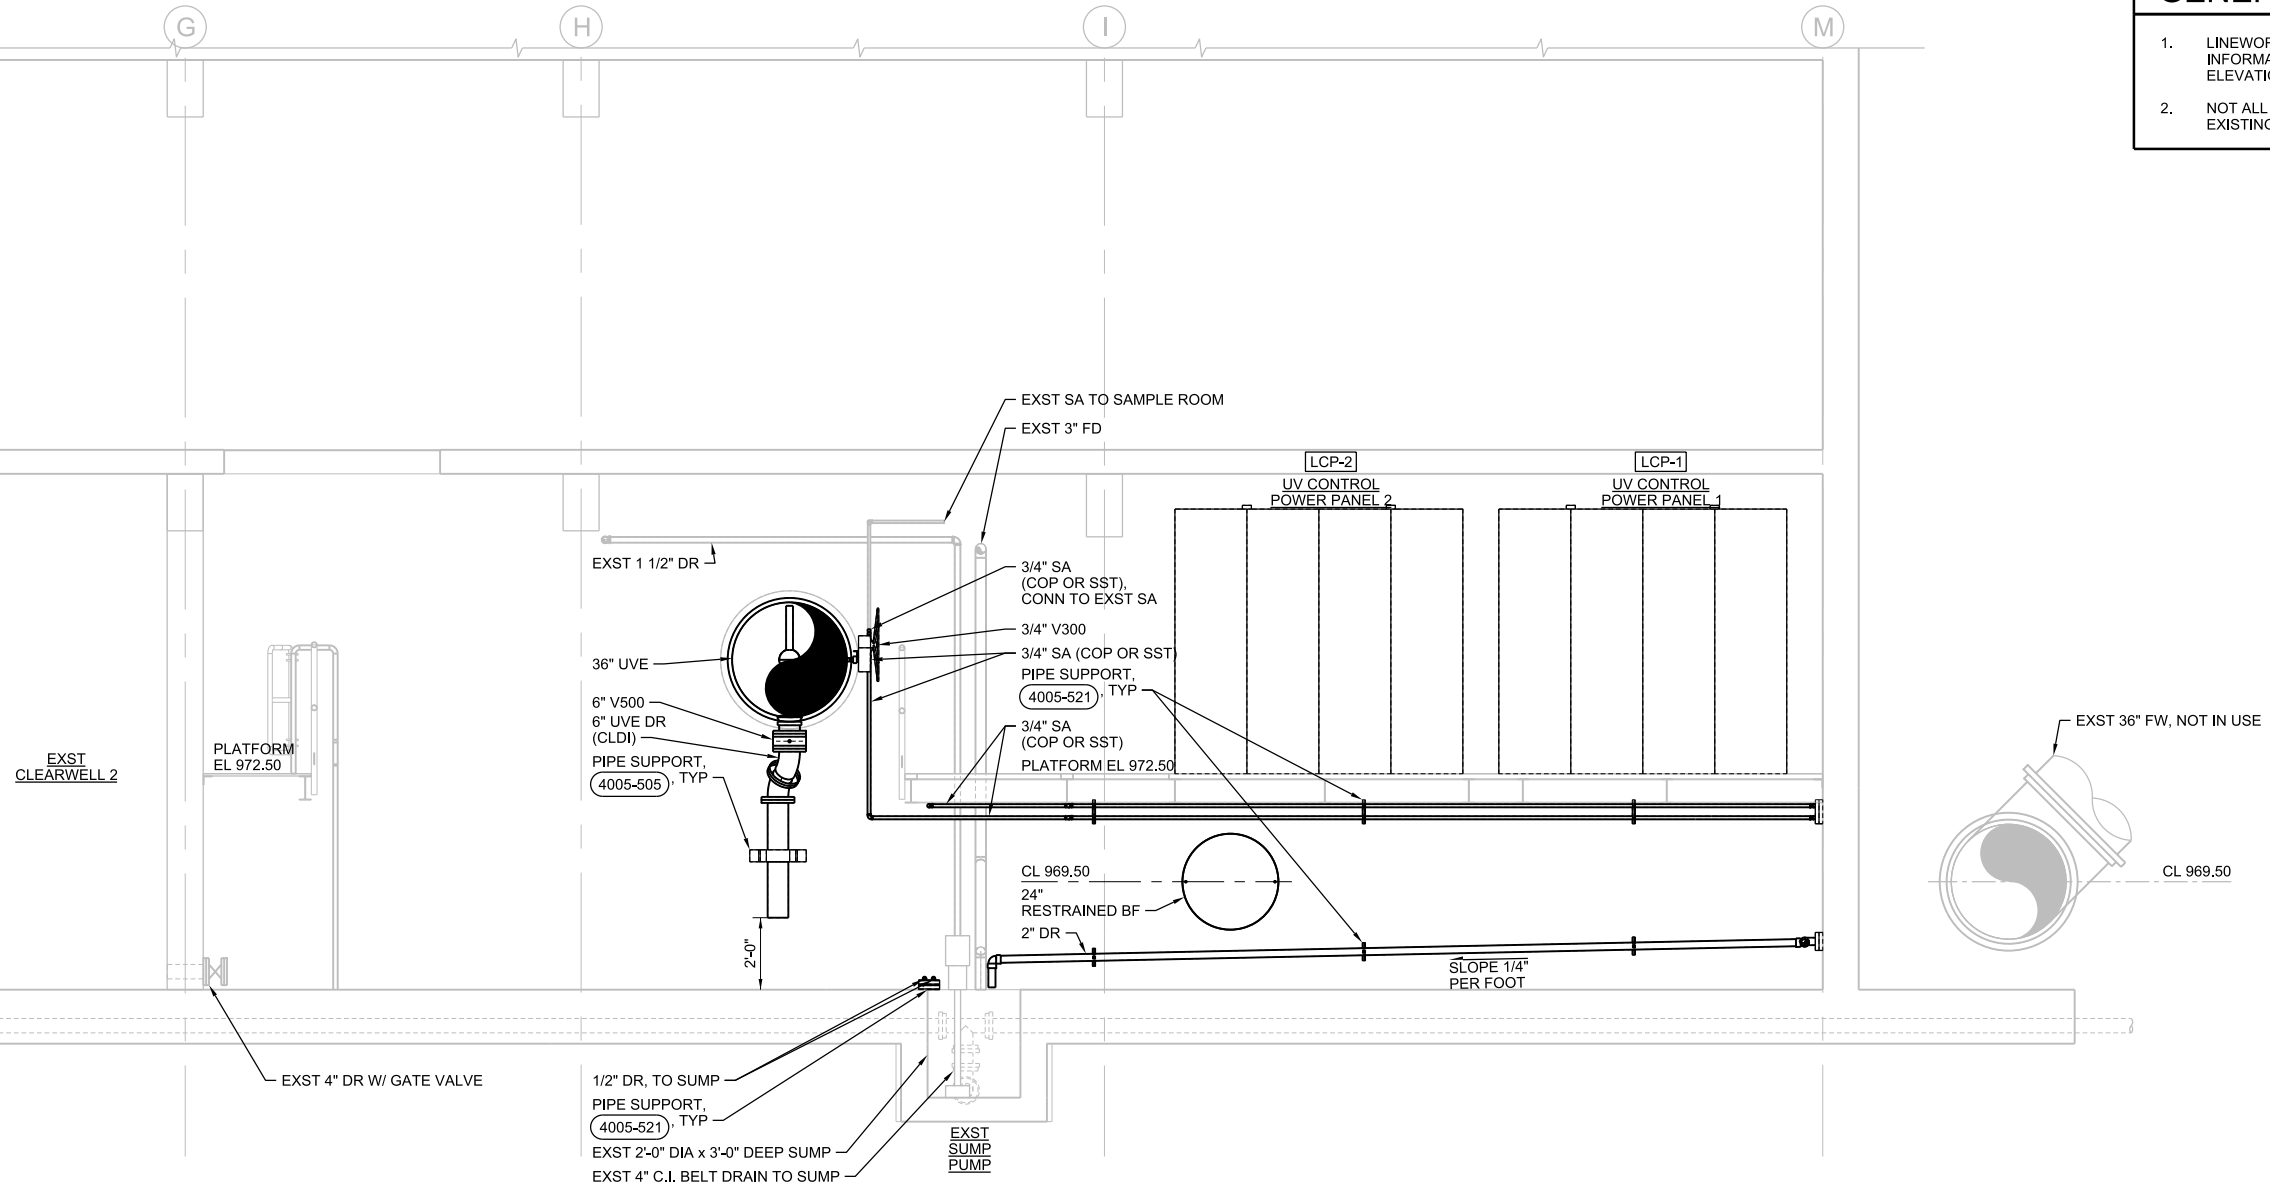 G
H
I
M
1.
2.
NOT ALL
EXST SA TO SAMPLE ROOM
EXST 3" FD
LCP-2
UV CONTROL
POWER PANEL 2
LCP-1
UV CONTROL
POWER PANEL 1
EXST 1 1/2" DR
3/4" SA
(COP OR SST),
CONN TO EXST SA
3/4" V300
3/4" SA (COP OR SST)
PIPE SUPPORT,
4005-521, TYP
3/4" SA
(COP OR SST)
PLATFORM EL 972.50
36" UVE
6" V500
6" UVE DR
(CLDI)
PIPE SUPPORT,
4005-505, TYP
EXST
CLEARWELL 2
PLATFORM
EL 972.50
EXST 36" FW, NOT IN USE
CL 969.50
CL 969.50
24"
RESTRAINED BF
2" DR
2'-0"
SLOPE 1/4"
PER FOOT
EXST 4" DR W/ GATE VALVE
1/2" DR, TO SUMP
PIPE SUPPORT,
4005-521, TYP
EXST 2'-0" DIA x 3'-0" DEEP SUMP
EXST 4" C.I. BELT DRAIN TO SUMP
EXST
SUMP
PUMP